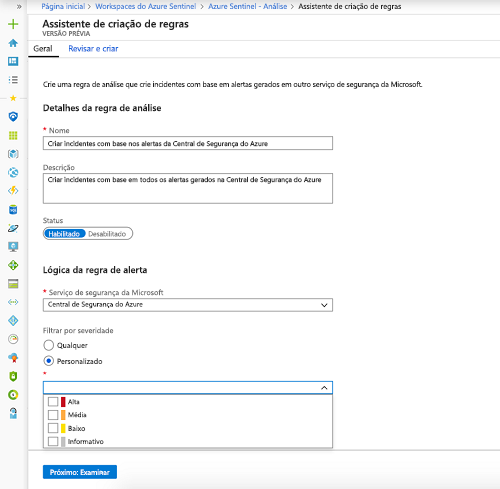 Página inicial > Workspaces do Azure Sentinel > Azure Sentinel - Análise > Assistente de criação de regras
Assistente de criação de regras
VERSÃO PRÉVIA
Geral Revisar e criar
Crie uma regra de análise que crie incidentes com base em alertas gerados em outro serviço de segurança da Microsoft.
Detalhes da regra de análise
* Nome
Criar incidentes com base nos alertas da Central de Segurança do Azure
Descrição
Criar incidentes com base em todos os alertas gerados na Central de Segurança do Azure
Status
Habilitado Desabilitado
Lógica da regra de alerta
* Serviço de segurança da Microsoft
Central de Segurança do Azure
Filtrar por severidade
Qualquer
Personalizado
*
Alta
Média
Baixo
Informativo
Próximo: Examinar